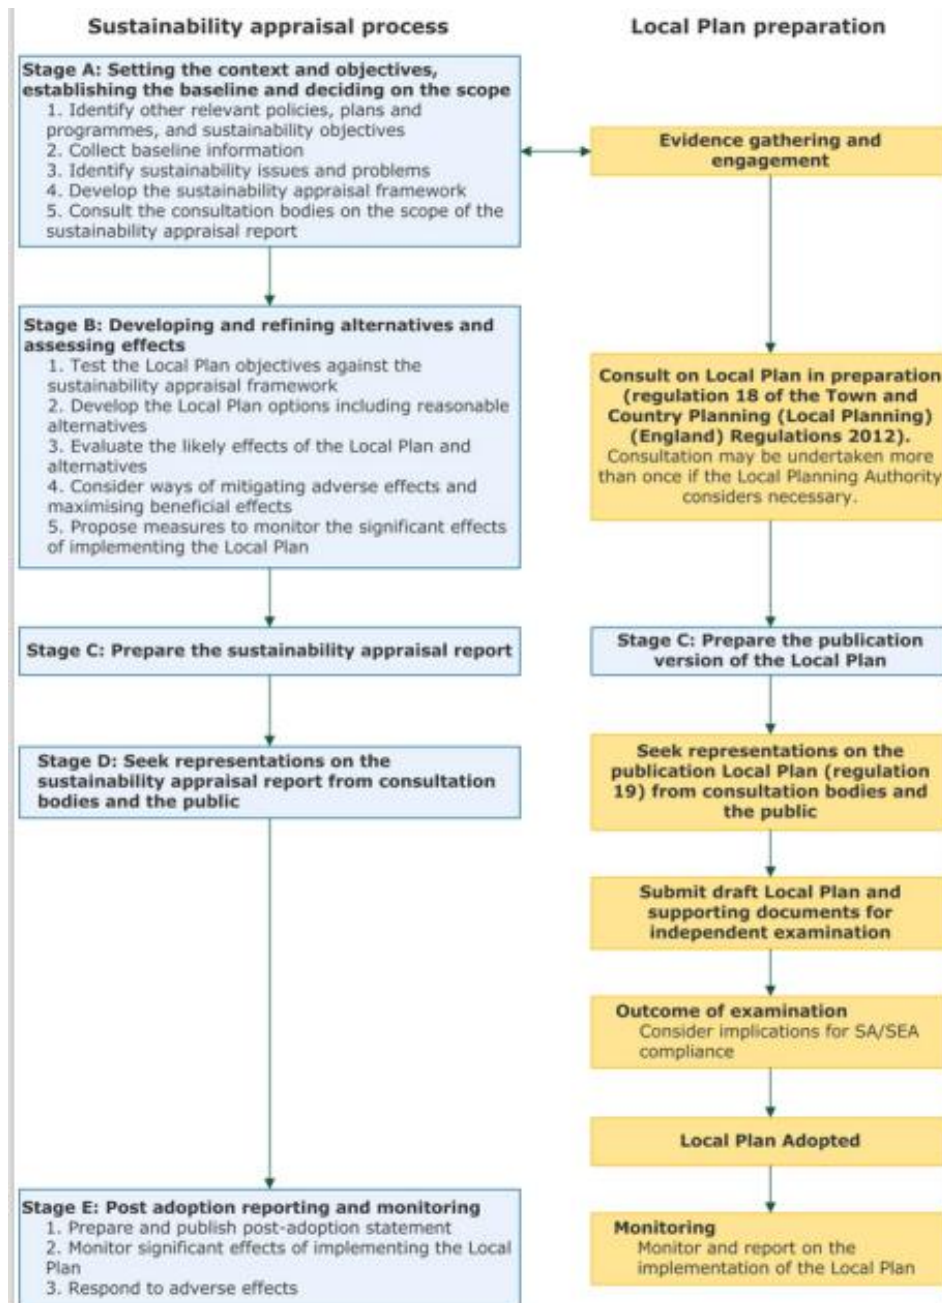 Sustainability appraisal process
Stage A: Setting the context and objectives,
establishing the baseline and deciding on the scope
1. Identify other relevant policies, plans and
programmes, and sustainability objectives
2. Collect baseline information
3. Identify sustainability issues and problems
4. Develop the sustainability appraisal framework
5. Consult the consultation bodies on the scope of the
sustainability appraisal report
Stage B: Developing and refining alternatives and
assessing effects
1. Test the Local Plan objectives against the
sustainability appraisal framework
2. Develop the Local Plan options including reasonable
alternatives
3. Evaluate the likely effects of the Local Plan and
alternatives
4. Consider ways of mitigating adverse effects and
maximising beneficial effects
5. Propose measures to monitor the significant effects
of implementing the Local Plan
Stage C: Prepare the sustainability appraisal report
Stage D: Seek representations on the
sustainability appraisal report from consultation
bodies and the public
Stage E: Post adoption reporting and monitoring
1. Prepare and publish post-adoption statement
2. Monitor significant effects of implementing the Local
Plan
3. Respond to adverse effects
Local Plan preparation
Evidence gathering and
engagement
Consult on Local Plan in preparation
(regulation 18 of the Town and
Country Planning (Local Planning)
(England) Regulations 2012).
Consultation may be undertaken more
than once if the Local Planning Authority
considers necessary.
Stage C: Prepare the publication
version of the Local Plan
Seek representations on the
publication Local Plan (regulation
19) from consultation bodies and
the public
Submit draft Local Plan and
supporting documents for
independent examination
Outcome of examination
Consider implications for SA/SEA
compliance
Local Plan Adopted
Monitoring
Monitor and report on the
implementation of the Local Plan